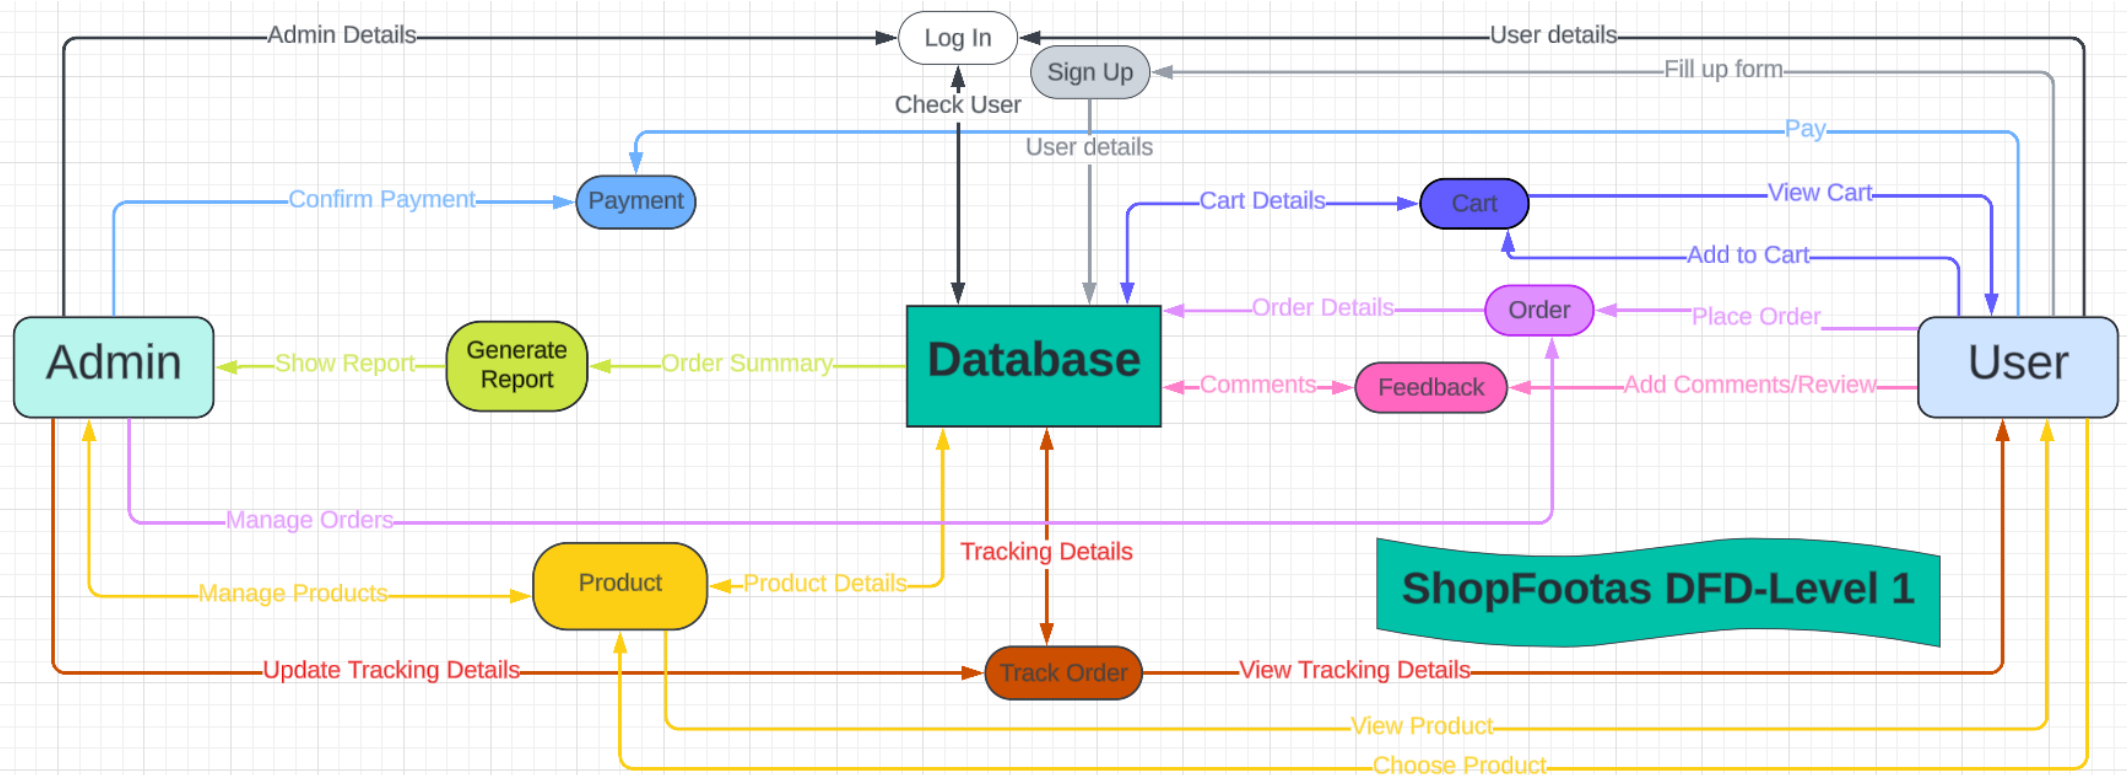 Admin Details
Log In
User details
Sign Up
Fill up form
Check User
Pay
User details
Confirm Payment
Payment
Cart Details
Cart
View Cart
Add to Cart
Order Details
Order
Place Order
Admin
Show Report
Generate
Report
Order Summary
Database
User
Comments
Feedback
Add Comments/Review
Manage Orders
Tracking Details
Product
Product Details
Manage Products
ShopFootas DFD-Level 1
Update Tracking Details
Track Order
View Tracking Details
View Product
Choose Product